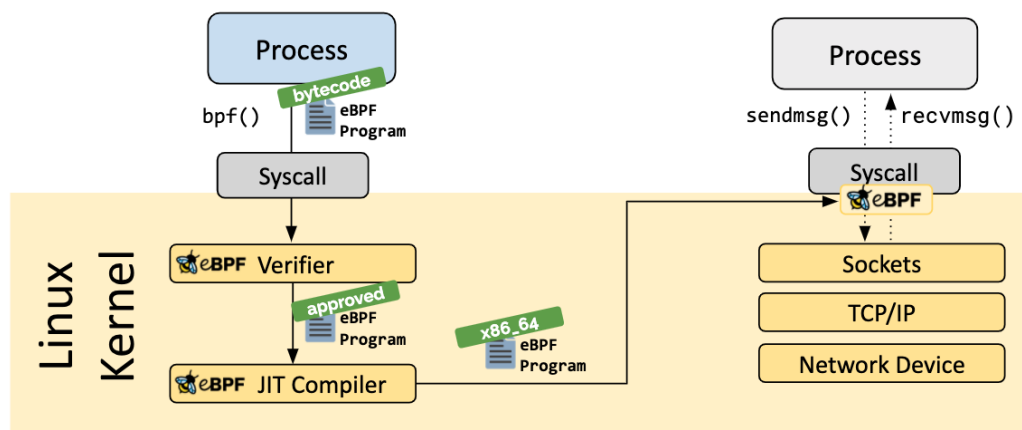 Process
bytecode
bpf()
eBPF
Program
Syscall
Linux
Kernel
eBPF Verifier
approved
eBPF
Program
eBPF JIT Compiler
x86_64
eBPF
Program
Process
sendmsg()
recvmsg()
Syscall
eBPF
Sockets
TCP/IP
Network Device